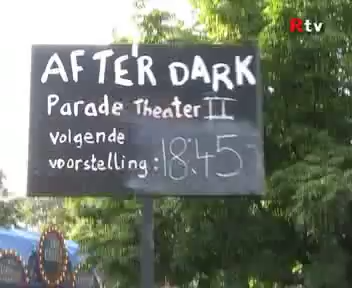 Rtv
AFTER DARK
Parade Theater II
volgende
voorstelling: 18:45